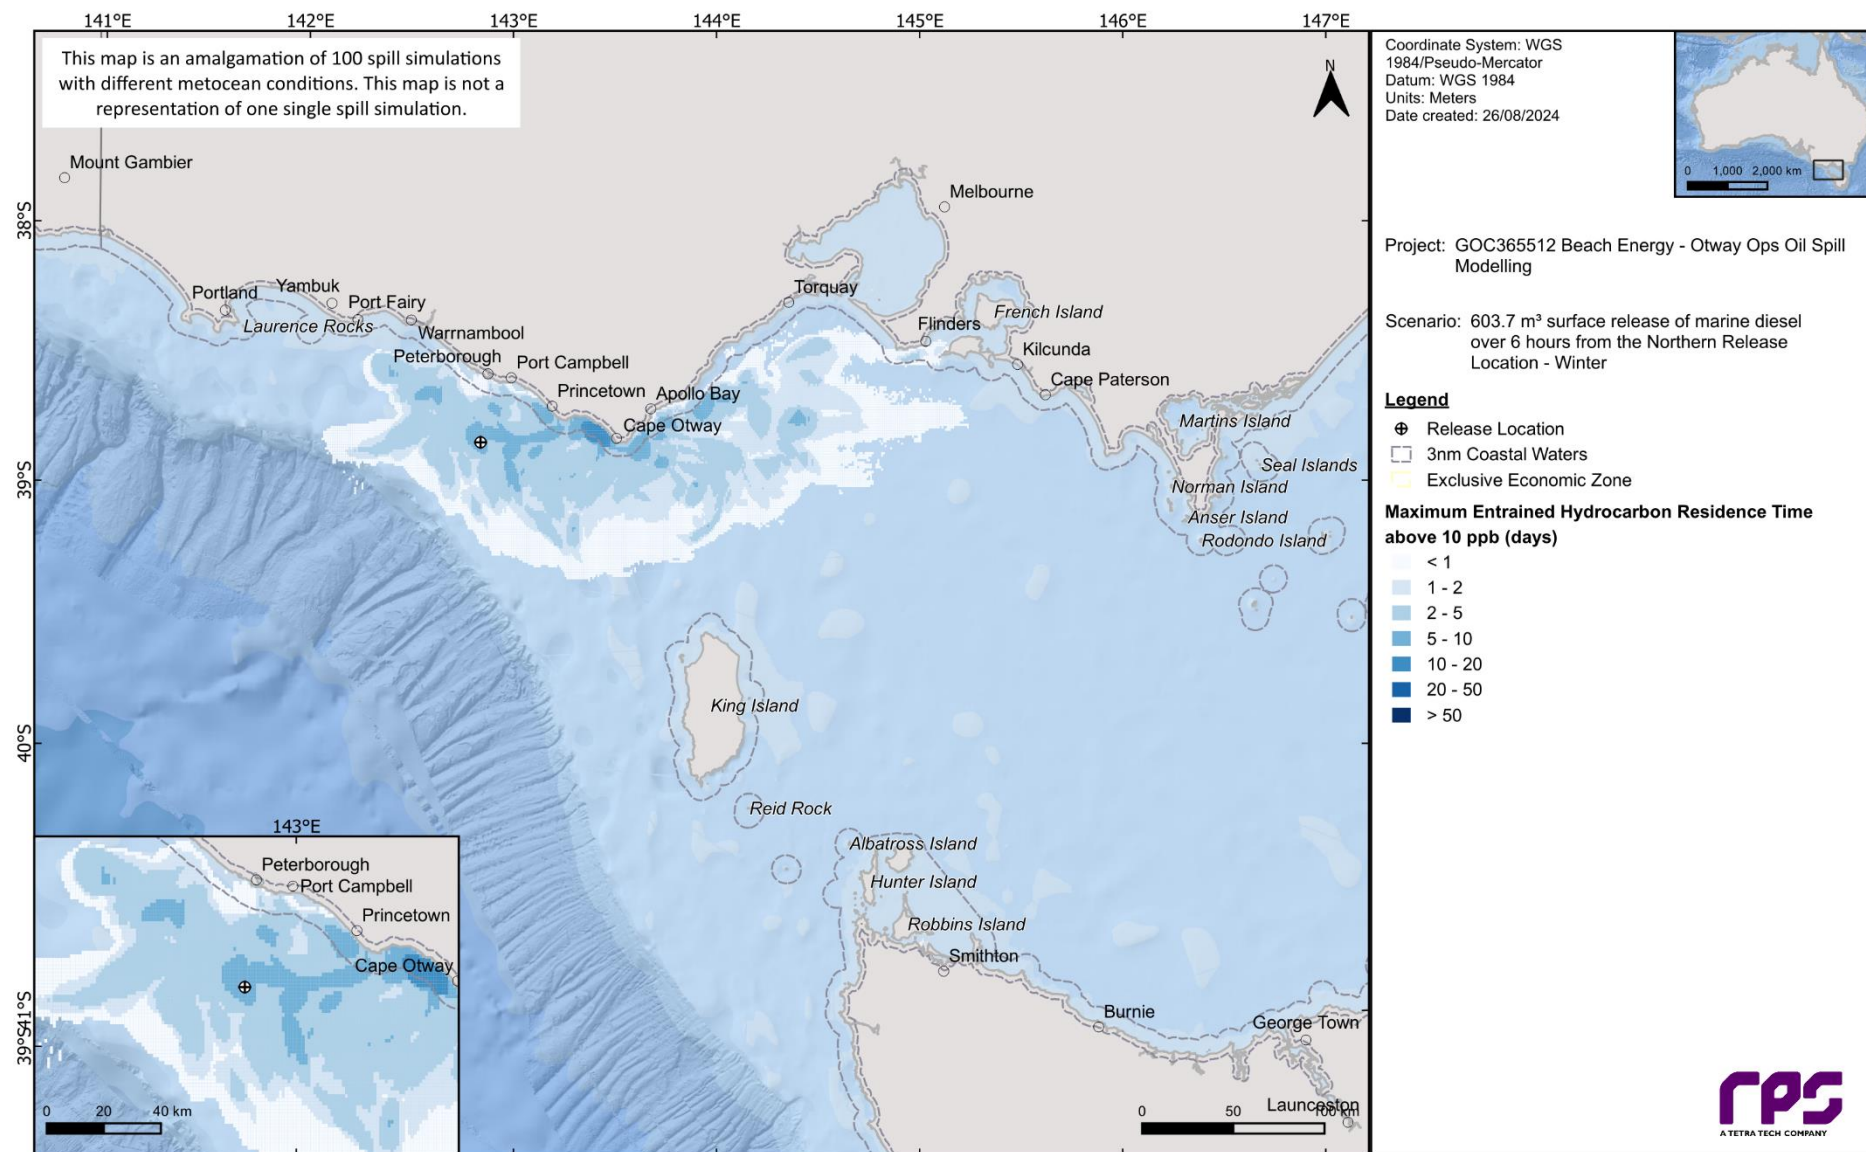 141°E
142°E
143°E
144°E
145°E
146°E
147°E
This map is an amalgamation of 100 spill simulations
with different metocean conditions. This map is not a
representation of one single spill simulation.
N
Mount Gambier
Melbourne
38°S
Portland
Yambuk
Port Fairy
Laurence Rocks
Warrnambool
Peterborough
Port Campbell
Princetown
Apollo Bay
Cape Otway
Torquay
Flinders
French Island
Kilcunda
Cape Paterson
Martins Island
Seal Islands
Norman Island
Anser Island
Rodondo Island
39°S
King Island
40°S
Reid Rock
Albatross Island
Hunter Island
Robbins Island
Smithton
Burnie
George Town
Launceston
41°S
0 50 100 km
143°E
Peterborough
Port Campbell
Princetown
Cape Otway
39°S
0 20 40 km
Coordinate System: WGS
1984/Pseudo-Mercator
Datum: WGS 1984
Units: Meters
Date created: 26/08/2024
0 1,000 2,000 km
Project: GOC365512 Beach Energy - Otway Ops Oil Spill
Modelling
Scenario: 603.7 m³ surface release of marine diesel
over 6 hours from the Northern Release
Location - Winter
Legend
Release Location
3nm Coastal Waters
Exclusive Economic Zone
Maximum Entrained Hydrocarbon Residence Time
above 10 ppb (days)
< 1
1 - 2
2 - 5
5 - 10
10 - 20
20 - 50
> 50
rps
A TETRA TECH COMPANY